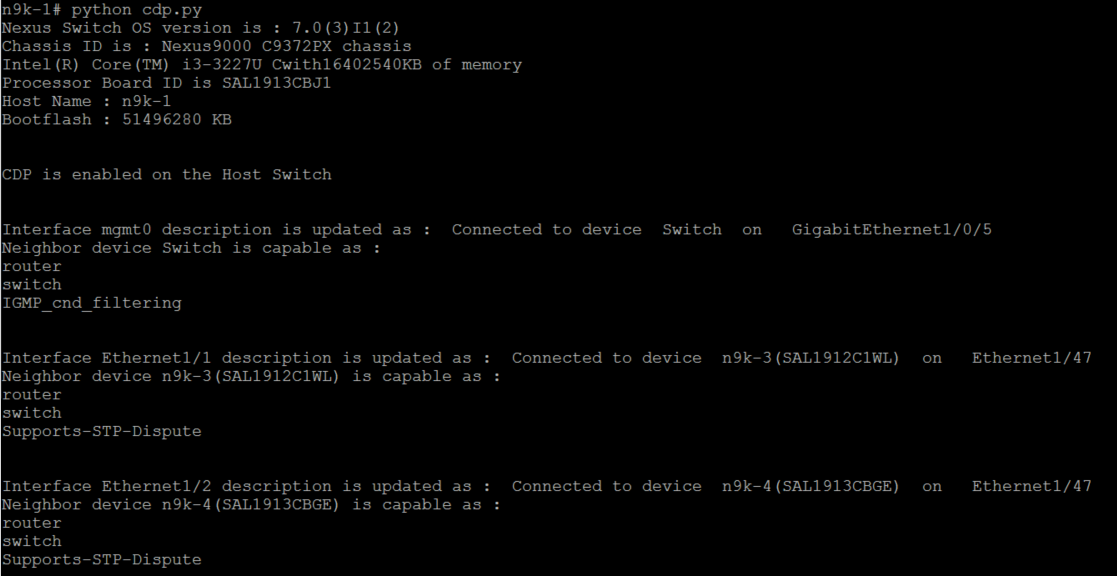 n9k-1# python cdp.py
Nexus Switch OS version is : 7.0(3)I1(2)
Chassis ID is : Nexus9000 C9372PX chassis
Intel(R) Core(TM) i3-3227U Cwith16402540KB of memory
Processor Board ID is SAL1913CBJ1
Host Name : n9k-1
Bootflash : 51496280 KB
CDP is enabled on the Host Switch
Interface mgmt0 description is updated as :  Connected to device  Switch  on   GigabitEthernet1/0/5
Neighbor device Switch is capable as :
router
switch
IGMP_cnd_filtering
Interface Ethernet1/1 description is updated as :  Connected to device  n9k-3(SAL1912C1WL)  on   Ethernet1/47
Neighbor device n9k-3(SAL1912C1WL) is capable as :
router
switch
Supports-STP-Dispute
Interface Ethernet1/2 description is updated as :  Connected to device  n9k-4(SAL1913CBGE)  on   Ethernet1/47
Neighbor device n9k-4(SAL1913CBGE) is capable as :
router
switch
Supports-STP-Dispute